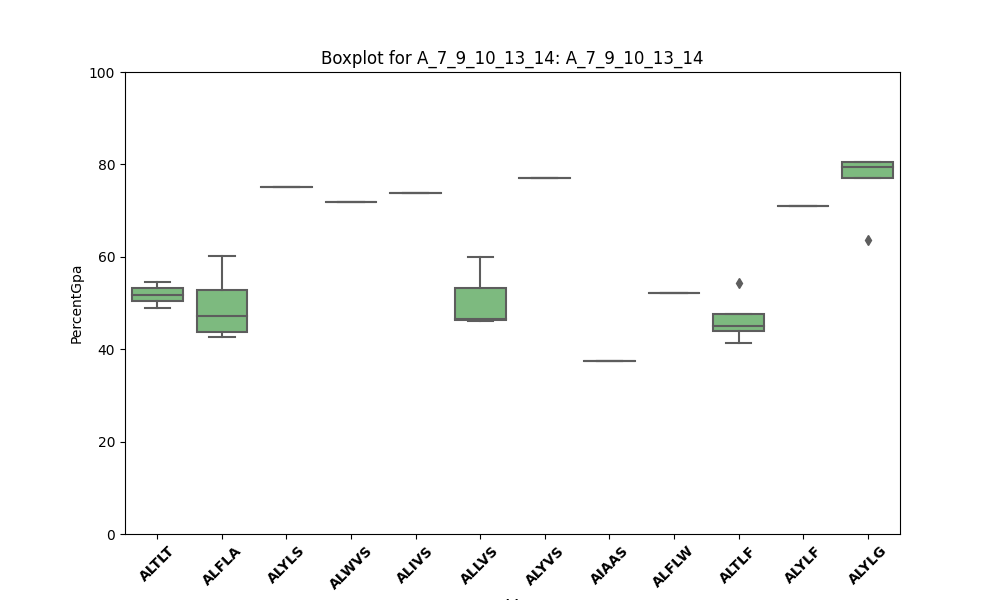 Boxplot for A_7_9_10_13_14: A_7_9_10_13_14
100
80
60
40
20
0
PercentGpa
ALTLT
ALFLA
ALYLS
ALWVS
ALIVS
ALLVS
ALYVS
AIAAS
ALFLW
ALTLF
ALYLF
ALYLG